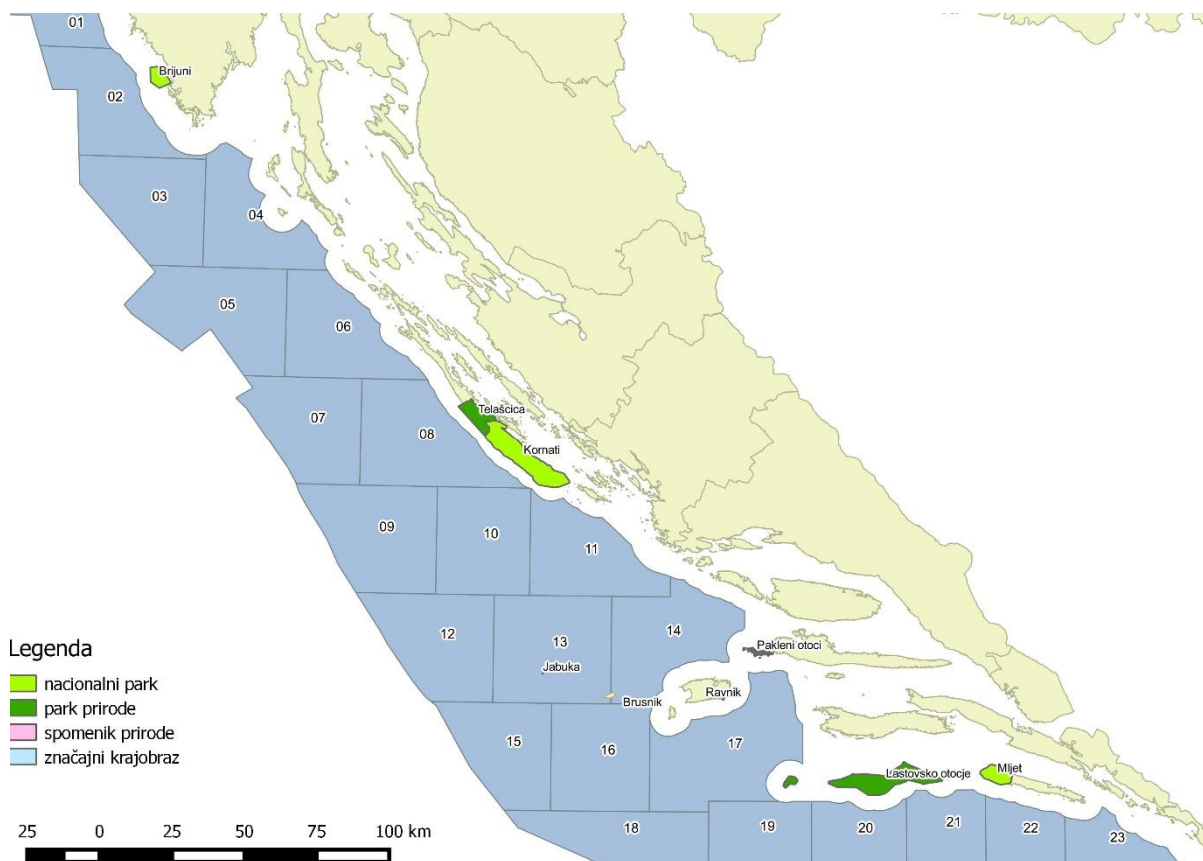 01
Brijuni
02
03
04
05
06
07
08
Telašćica
Kornati
09
10
11
12
13
14
Jabuka
Pakleni otoci
Brusnik
Ravnik
15
16
17
Lastovsko otocje
Mljet
18
19
20
21
22
23
Legenda
nacionalni park
park prirode
spomenik prirode
značajni krajobraz
25 0 25 50 75 100 km